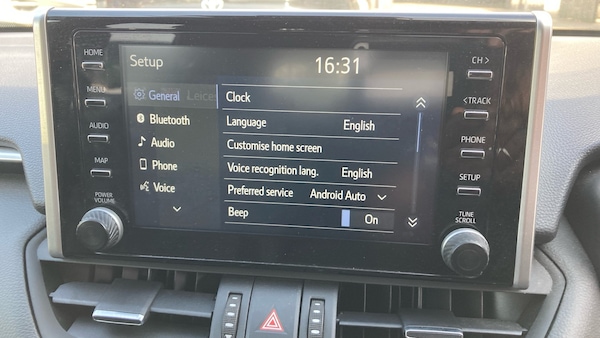 HOME
MENU
AUDIO
MAP
POWER
VOLUME
Setup
16:31
General
Bluetooth
Audio
Phone
Voice
Clock
Language English
Customise home screen
Voice recognition lang. English
Preferred service Android Auto
Beep On
CH >
<TRACK
PHONE
SETUP
TUNE
SCROLL